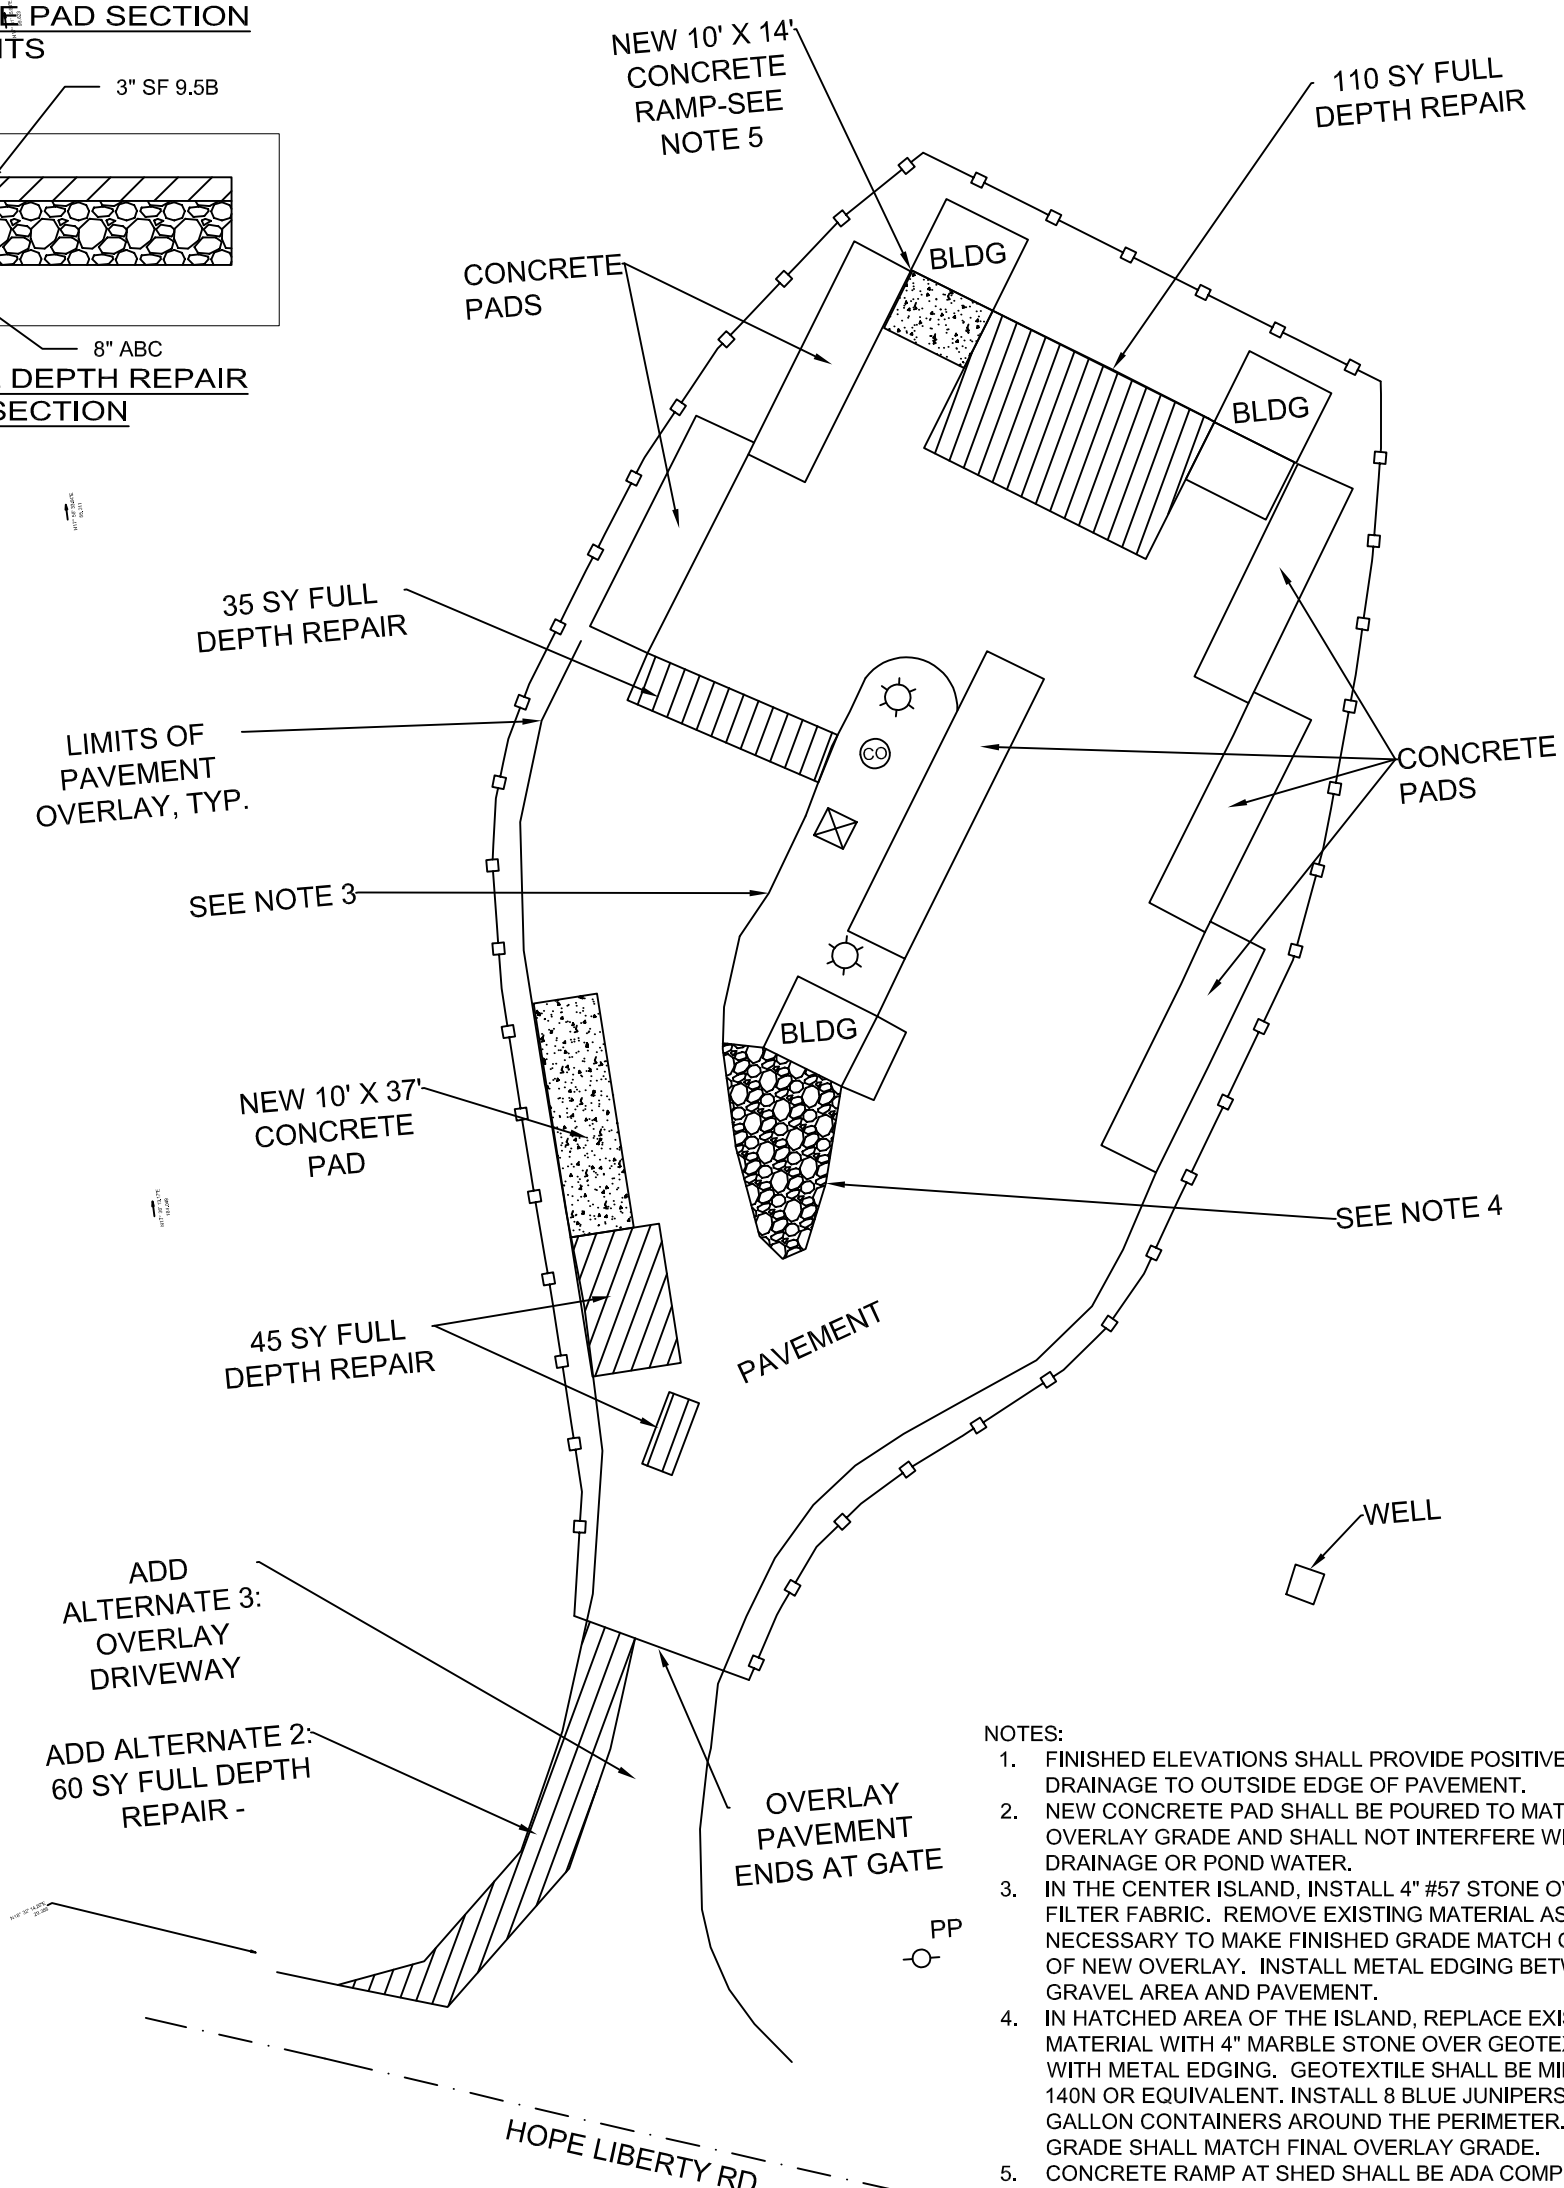 PAD SECTION
3" SF 9.5B
8" ABC
DEPTH REPAIR
SECTION
NEW 10' X 14'
CONCRETE
RAMP-SEE
NOTE 5
110 SY FULL
DEPTH REPAIR
CONCRETE
PADS
BLDG
BLDG
35 SY FULL
DEPTH REPAIR
LIMITS OF
PAVEMENT
OVERLAY, TYP.
CO
CONCRETE
PADS
SEE NOTE 3
BLDG
NEW 10' X 37'
CONCRETE
PAD
SEE NOTE 4
45 SY FULL
DEPTH REPAIR
PAVEMENT
WELL
ADD
ALTERNATE 3:
OVERLAY
DRIVEWAY
ADD ALTERNATE 2:
60 SY FULL DEPTH
REPAIR -
OVERLAY
PAVEMENT
ENDS AT GATE
PP
HOPE LIBERTY RD
NOTES:
1. FINISHED ELEVATIONS SHALL PROVIDE POSITIVE
DRAINAGE TO OUTSIDE EDGE OF PAVEMENT.
2. NEW CONCRETE PAD SHALL BE POURED TO
OVERLAY GRADE AND SHALL NOT INTERFERE
DRAINAGE OR POND WATER.
3. IN THE CENTER ISLAND, INSTALL 4" #57 STONE
FILTER FABRIC. REMOVE EXISTING MATERIAL AS
NECESSARY TO MAKE FINISHED GRADE MATCH
OF NEW OVERLAY. INSTALL METAL EDGING
GRAVEL AREA AND PAVEMENT.
4. IN HATCHED AREA OF THE ISLAND, REPLACE
MATERIAL WITH 4" MARBLE STONE OVER
WITH METAL EDGING. GEOTEXTILE SHALL BE
140N OR EQUIVALENT. INSTALL 8 BLUE JUNIPERS
GALLON CONTAINERS AROUND THE PERIMETER.
GRADE SHALL MATCH FINAL OVERLAY GRADE.
5. CONCRETE RAMP AT SHED SHALL BE ADA